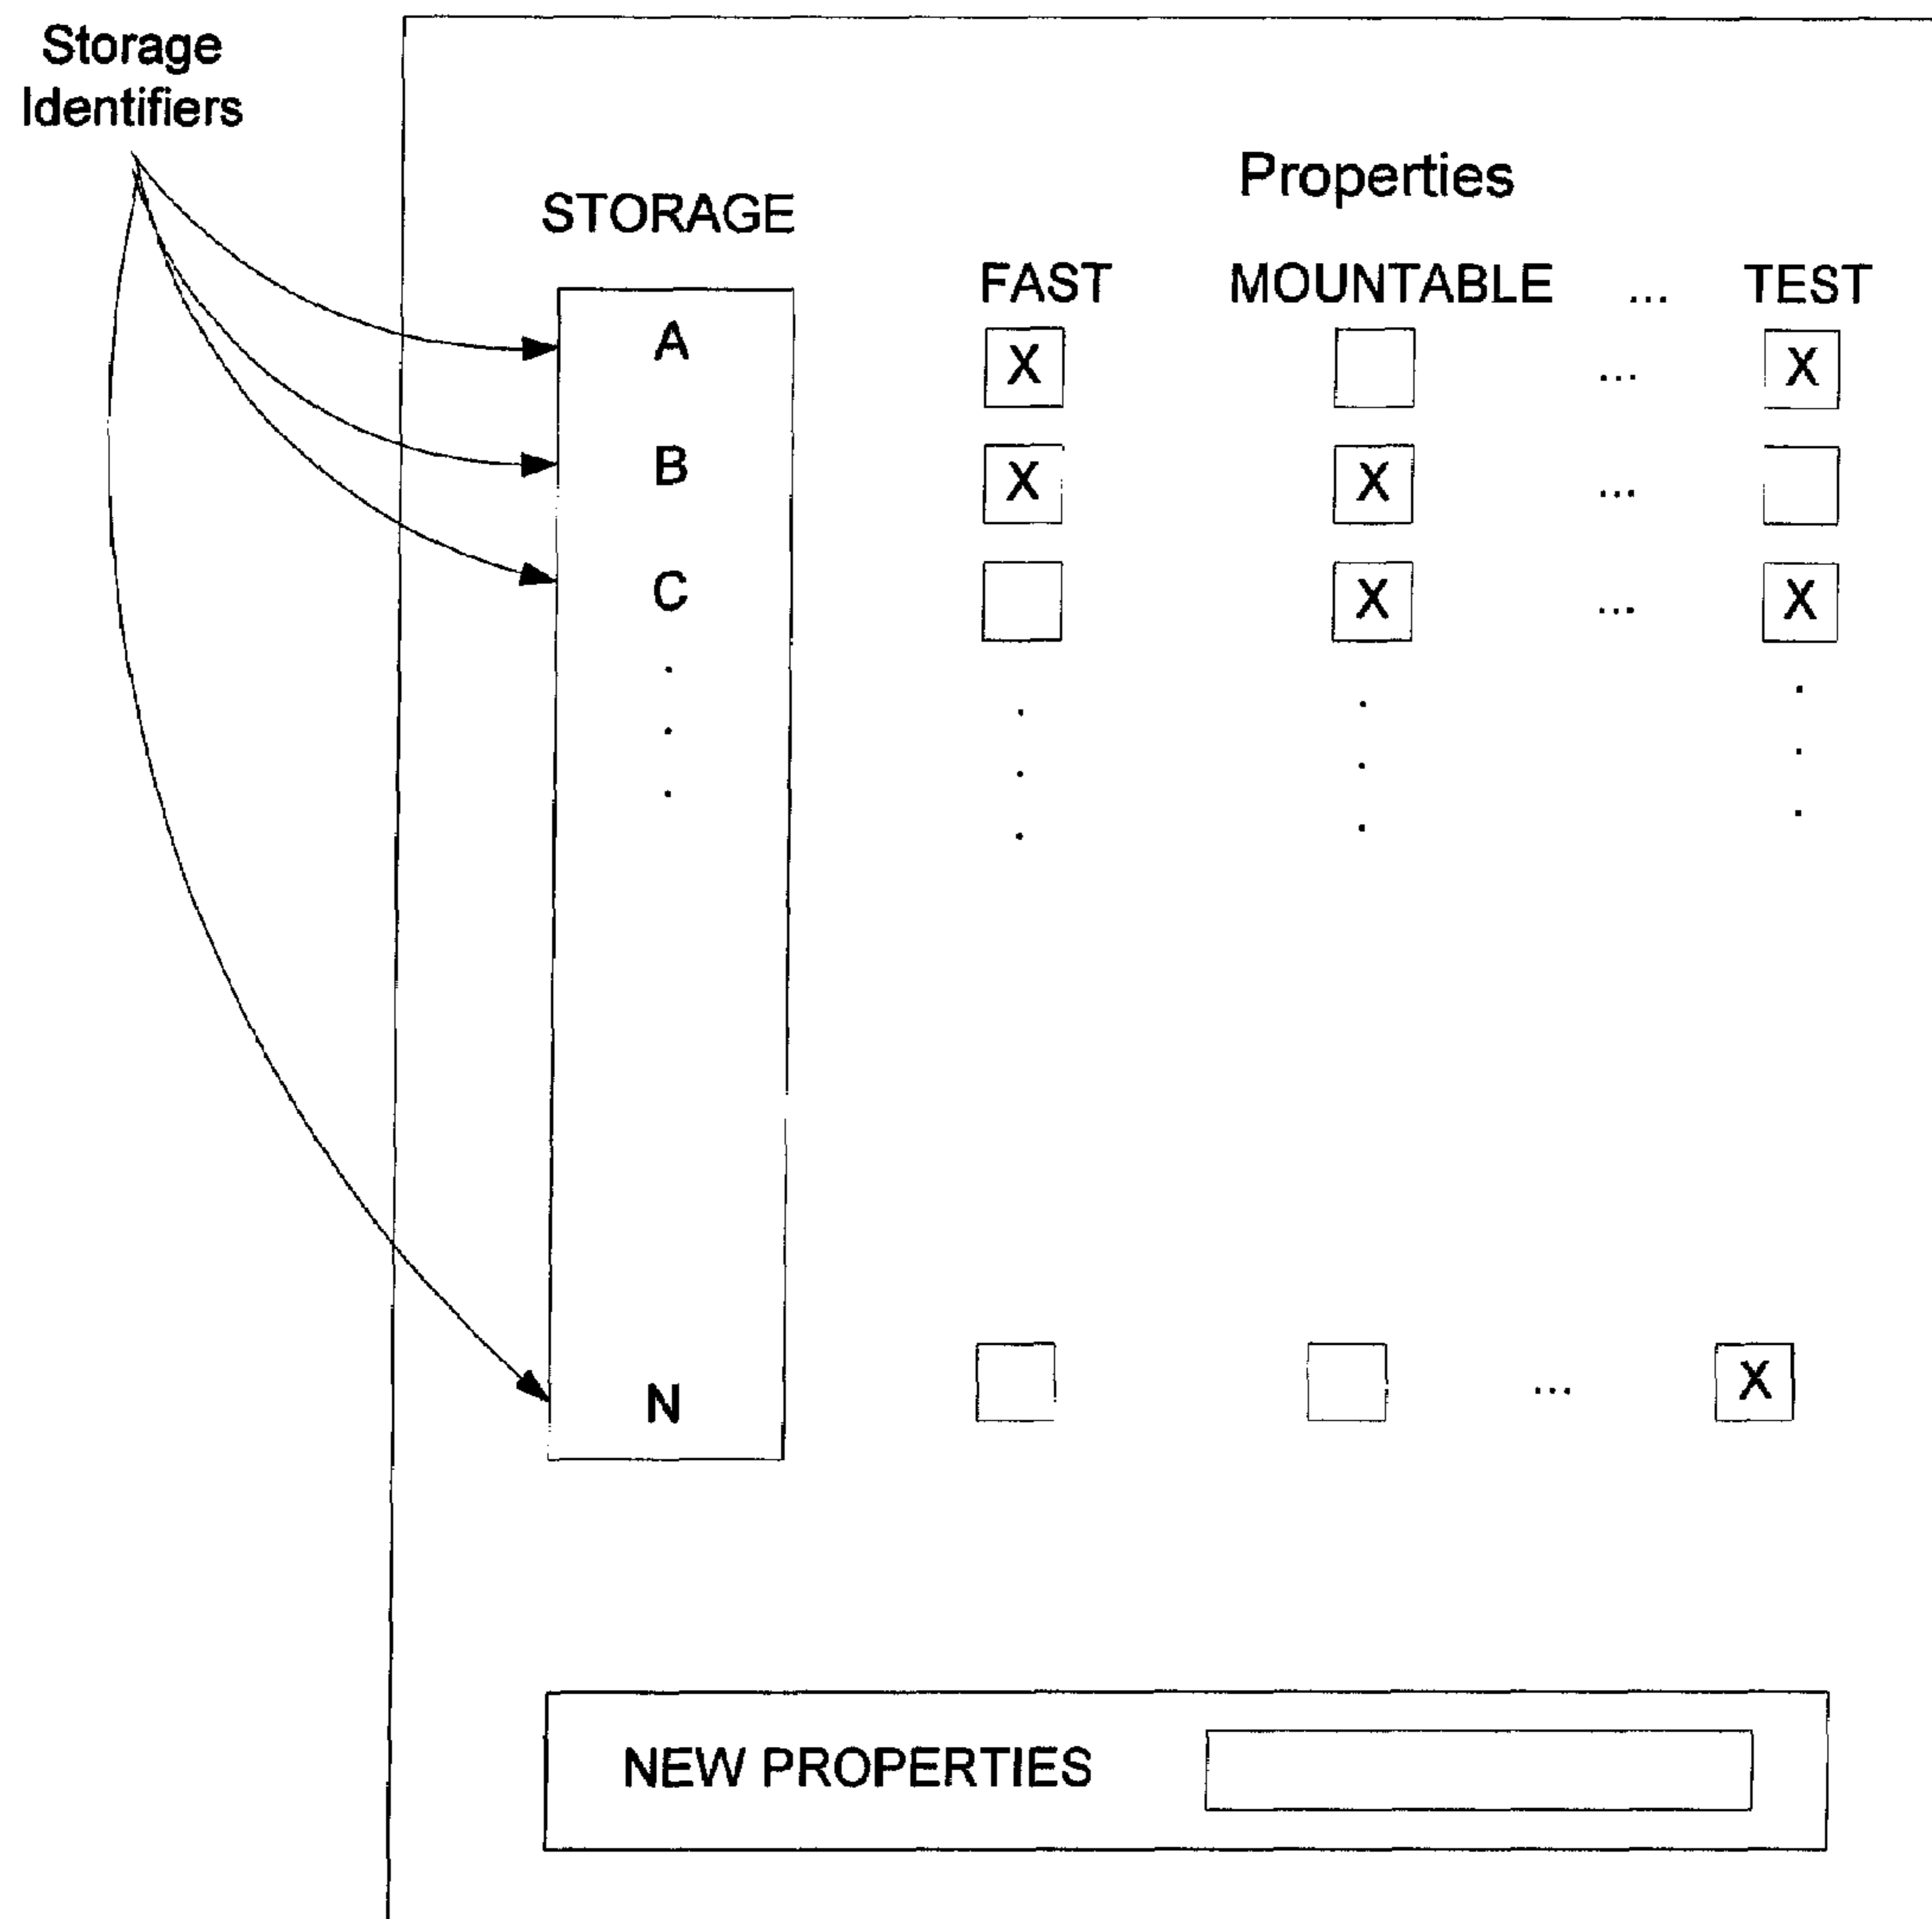 Storage
Identifiers
Properties
STORAGE
FAST MOUNTABLE ... TEST
A X ... X
B X X ...
C X ... X
N ... X
NEW PROPERTIES